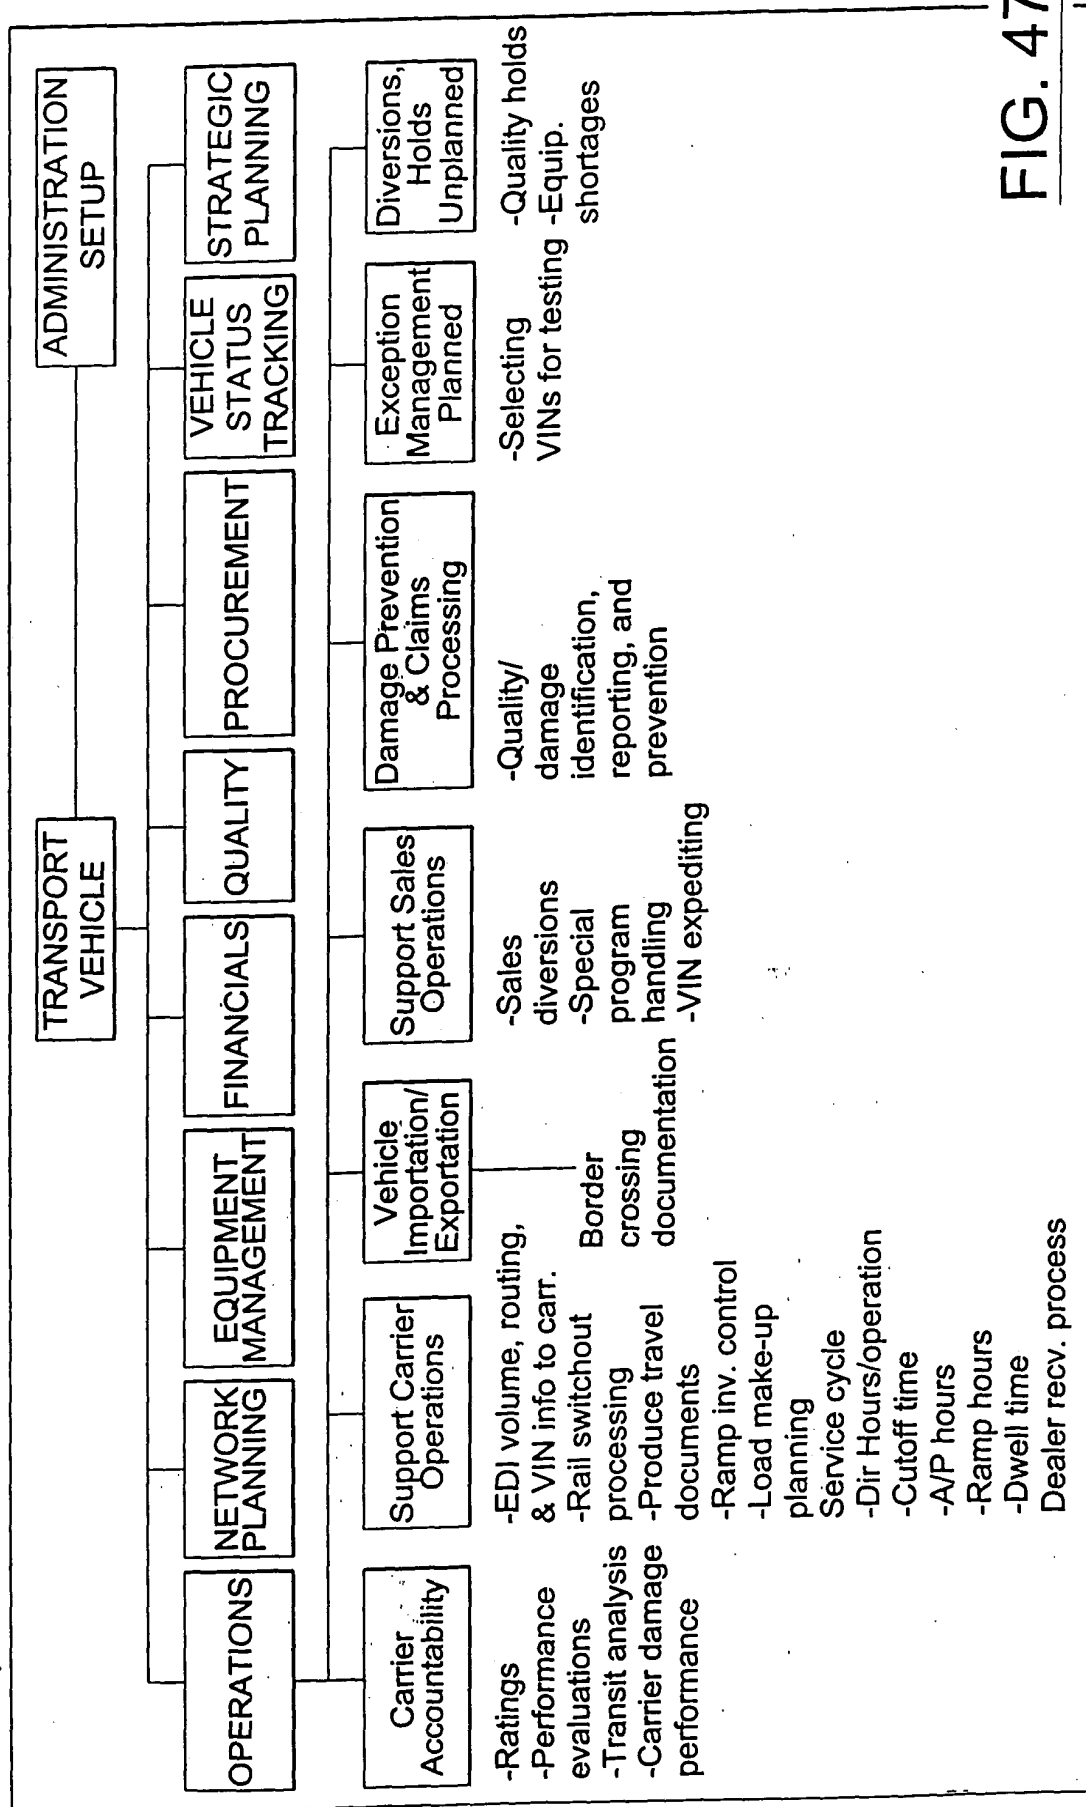 TRANSPORT
VEHICLE
ADMINISTRATION
SETUP
OPERATIONS
NETWORK
PLANNING
EQUIPMENT
MANAGEMENT
FINANCIALS
QUALITY
PROCUREMENT
VEHICLE
STATUS
TRACKING
STRATEGIC
PLANNING
Carrier
Accountability
-Ratings
-Performance
evaluations
-Transit analysis
-Carrier damage
performance
Support Carrier
Operations
-EDI volume, routing,
& VIN info to carr.
-Rail switchout
processing
-Produce travel
documents
-Ramp inv. control
-Load make-up
planning
Service cycle
-Dir Hours/operation
-Cutoff time
-A/P hours
-Ramp hours
-Dwell time
Dealer recv. process
Vehicle
Importation/
Exportation
Border
crossing
documentation
Support Sales
Operations
-Sales
diversions
-Special
program
handling
-VIN expediting
Damage Prevention
& Claims
Processing
-Quality/
damage
identification,
reporting, and
prevention
Exception
Management
Planned
-Selecting
VINs for testing
Diversions,
Holds
Unplanned
-Quality holds
-Equip.
shortages
FIG. 47